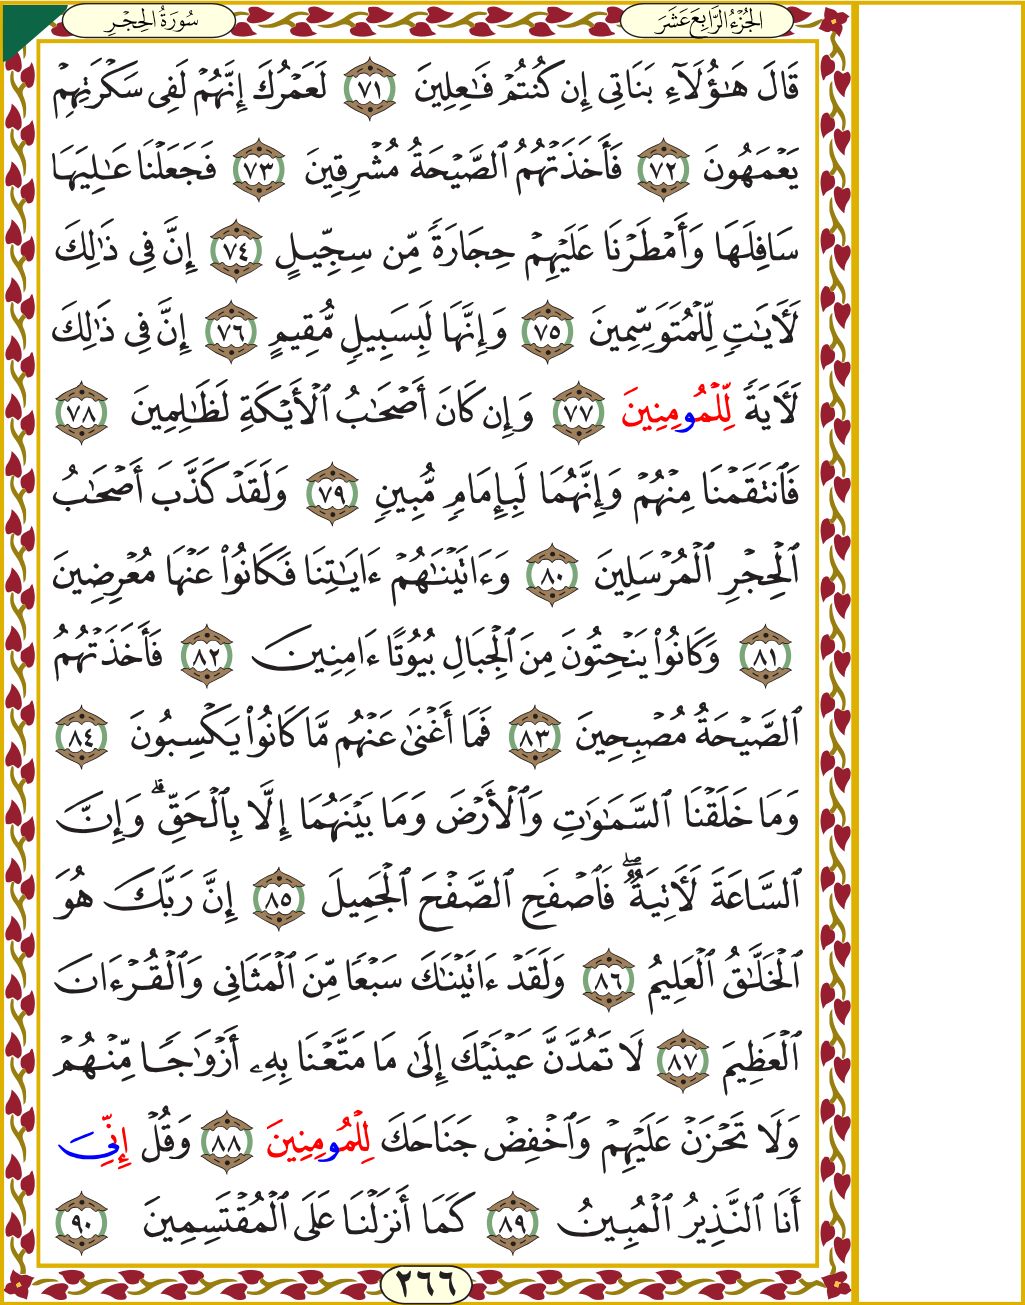 الجُزْءُ الرَّابِعَ عَشَرَ
سُورَةُ الحِجْرِ
قَالَ هَٰٓؤُلَآءِ بَنَاتِي إِن كُنتُمْ فَٰعِلِينَ ٧١ لَعَمْرُكَ إِنَّهُمْ لَفِي سَكْرَتِهِمْ
يَعْمَهُونَ ٧٢ فَأَخَذَتْهُمُ ٱلصَّيْحَةُ مُشْرِقِينَ ٧٣ فَجَعَلْنَا عَٰلِيَهَا
سَافِلَهَا وَأَمْطَرْنَا عَلَيْهِمْ حِجَارَةً مِّن سِجِّيلٍ ٧٤ إِنَّ فِي ذَٰلِكَ
لَأٓيَٰتٍ لِّلْمُتَوَسِّمِينَ ٧٥ وَإِنَّهَا لَبِسَبِيلٍ مُّقِيمٍ ٧٦ إِنَّ فِي ذَٰلِكَ
لَأٓيَةً لِّلْمُومِنِينَ ٧٧ وَإِن كَانَ أَصْحَٰبُ ٱلْأَيْكَةِ لَظَٰلِمِينَ ٧٨
فَٱنتَقَمْنَا مِنْهُمْ وَإِنَّهُمَا لَبِإِمَامٍ مُّبِينٍ ٧٩ وَلَقَدْ كَذَّبَ أَصْحَٰبُ
ٱلْحِجْرِ ٱلْمُرْسَلِينَ ٨٠ وَءَاتَيْنَٰهُمْ ءَايَٰتِنَا فَكَانُوا۟ عَنْهَا مُعْرِضِينَ
٨١ وَكَانُوا۟ يَنْحِتُونَ مِنَ ٱلْجِبَالِ بُيُوتًا ءَامِنِينَ ٨٢ فَأَخَذَتْهُمُ
ٱلصَّيْحَةُ مُصْبِحِينَ ٨٣ فَمَا أَغْنَىٰ عَنْهُم مَّا كَانُوا۟ يَكْسِبُونَ ٨٤
وَمَا خَلَقْنَا ٱلسَّمَٰوَٰتِ وَٱلْأَرْضَ وَمَا بَيْنَهُمَا إِلَّا بِٱلْحَقِّۗ وَإِنَّ
ٱلسَّاعَةَ لَأٓتِيَةٌۖ فَٱصْفَحِ ٱلصَّفْحَ ٱلْجَمِيلَ ٨٥ إِنَّ رَبَّكَ هُوَ
ٱلْخَلَّٰقُ ٱلْعَلِيمُ ٨٦ وَلَقَدْ ءَاتَيْنَٰكَ سَبْعًا مِّنَ ٱلْمَثَانِي وَٱلْقُرْءَانَ
ٱلْعَظِيمَ ٨٧ لَا تَمُدَّنَّ عَيْنَيْكَ إِلَىٰ مَا مَتَّعْنَا بِهِۦ أَزْوَٰجًا مِّنْهُمْ
وَلَا تَحْزَنْ عَلَيْهِمْ وَٱخْفِضْ جَنَاحَكَ لِلْمُومِنِينَ ٨٨ وَقُلْ إِنِّيَ
أَنَا ٱلنَّذِيرُ ٱلْمُبِينُ ٨٩ كَمَا أَنزَلْنَا عَلَى ٱلْمُقْتَسِمِينَ ٩٠
٢٦٦